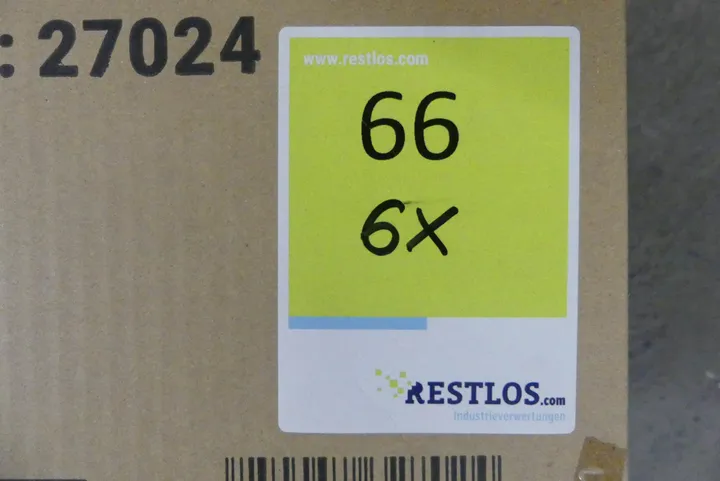 : 27024
www.restlos.com
66
6x
RESTLOS.com
Industrieverwertungen